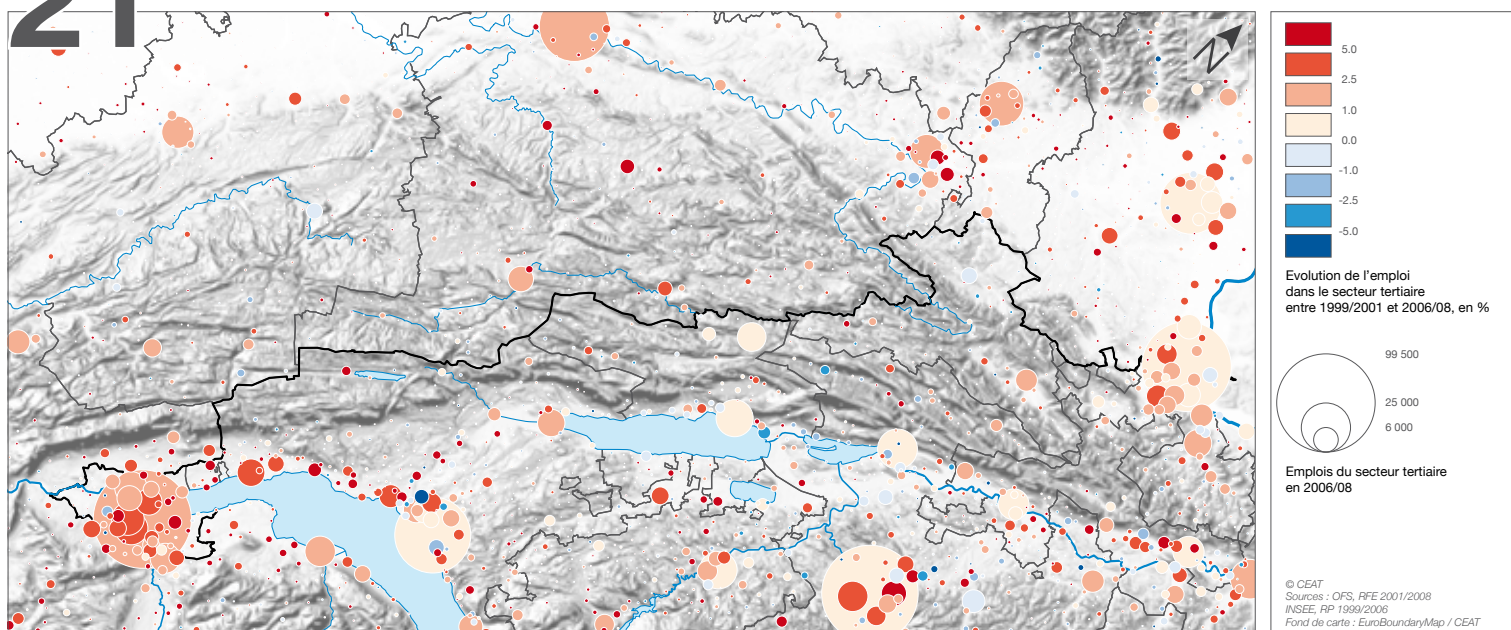 21
5.0
2.5
1.0
0.0
-1.0
-2.5
-5.0
Evolution de l'emploi
dans le secteur tertiaire
entre 1999/2001 et 2006/08, en %
99 500
25 000
6 000
Emplois du secteur tertiaire
en 2006/08
© CEAT
Sources : OFS, RFE 2001/2008
INSEE, RP 1999/2006
Fond de carte : EuroBoundaryMap / CEAT